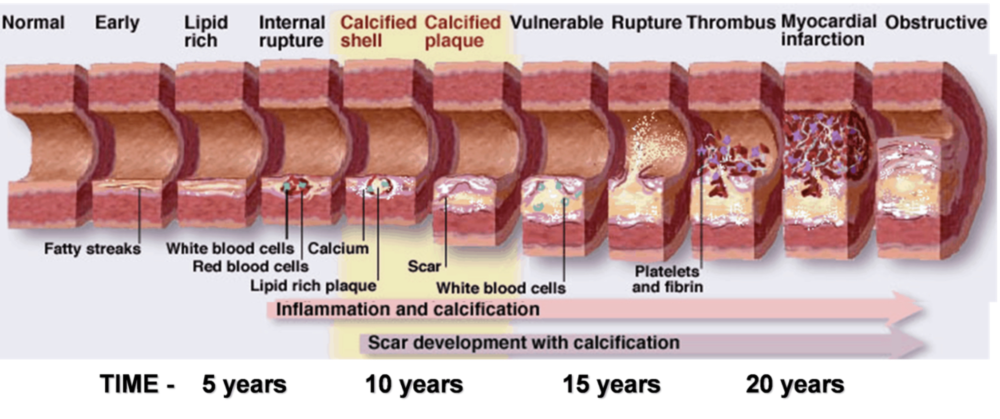 Normal
Early
Lipid
rich
Internal
rupture
Calcified
shell
Calcified
plaque
Vulnerable
Rupture
Thrombus
Myocardial
infarction
Obstructive
Fatty streaks
White blood cells
Red blood cells
Calcium
Lipid rich plaque
Scar
White blood cells
Platelets
and fibrin
Inflammation and calcification
Scar development with calcification
TIME - 5 years 10 years 15 years 20 years